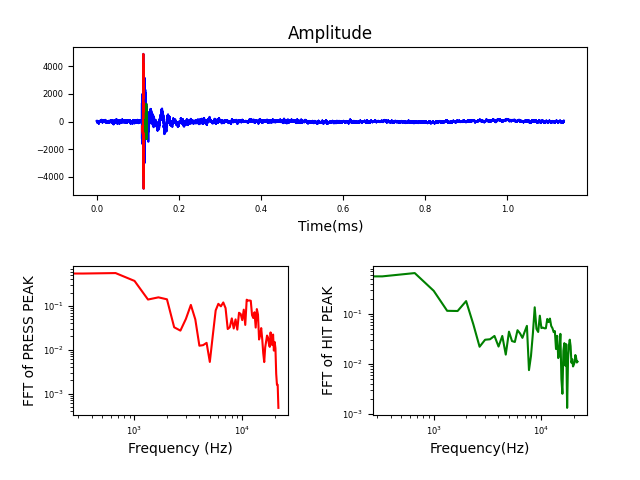 Amplitude
4000
2000
0
−2000
−4000
0.0 0.2 0.4 0.6 0.8 1.0
Time(ms)
FFT of PRESS PEAK
10⁻¹
10⁻²
10⁻³
10³ 10⁴
Frequency (Hz)
FFT of HIT PEAK
10⁻¹
10⁻²
10⁻³
10³ 10⁴
Frequency(Hz)